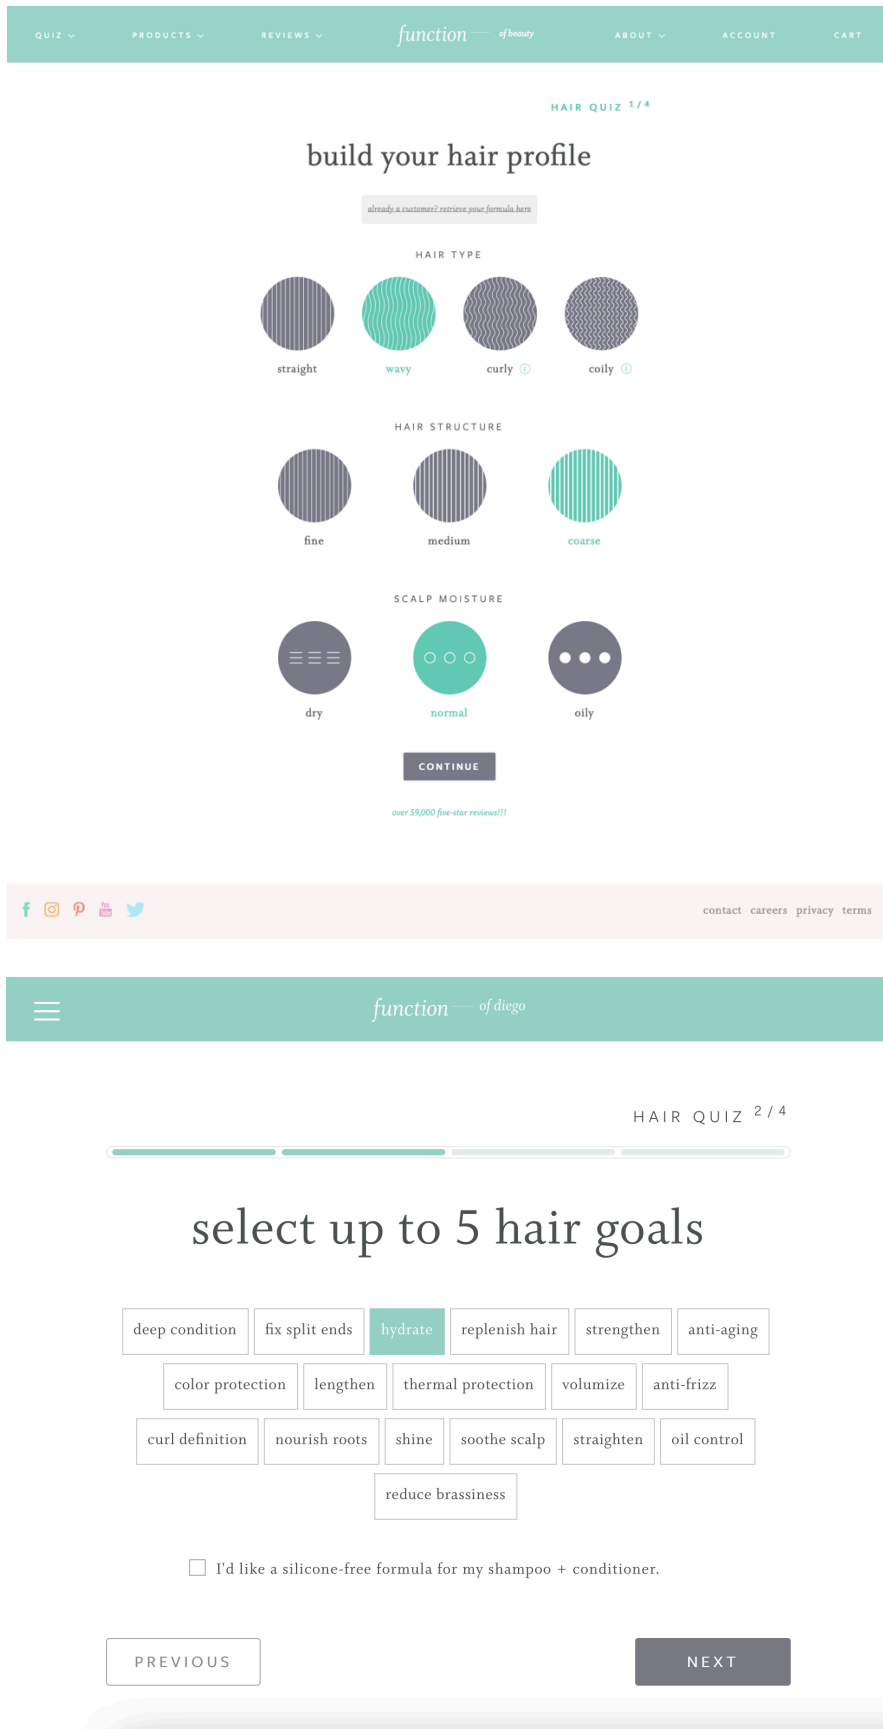 QUIZ PRODUCTS REVIEWS function of beauty ABOUT ACCOUNT CART
HAIR QUIZ 1/4
build your hair profile
already a customer? retrieve your formula here
HAIR TYPE
straight wavy curly coily
HAIR STRUCTURE
fine medium coarse
SCALP MOISTURE
dry normal oily
CONTINUE
over 59,000 five-star reviews!!!
You Tube
contact careers privacy terms
function of diego
HAIR QUIZ 2/4
select up to 5 hair goals
deep condition fix split ends hydrate replenish hair strengthen anti-aging
color protection lengthen thermal protection volumize anti-frizz
curl definition nourish roots shine soothe scalp straighten oil control
reduce brassiness
I'd like a silicone-free formula for my shampoo + conditioner.
PREVIOUS NEXT